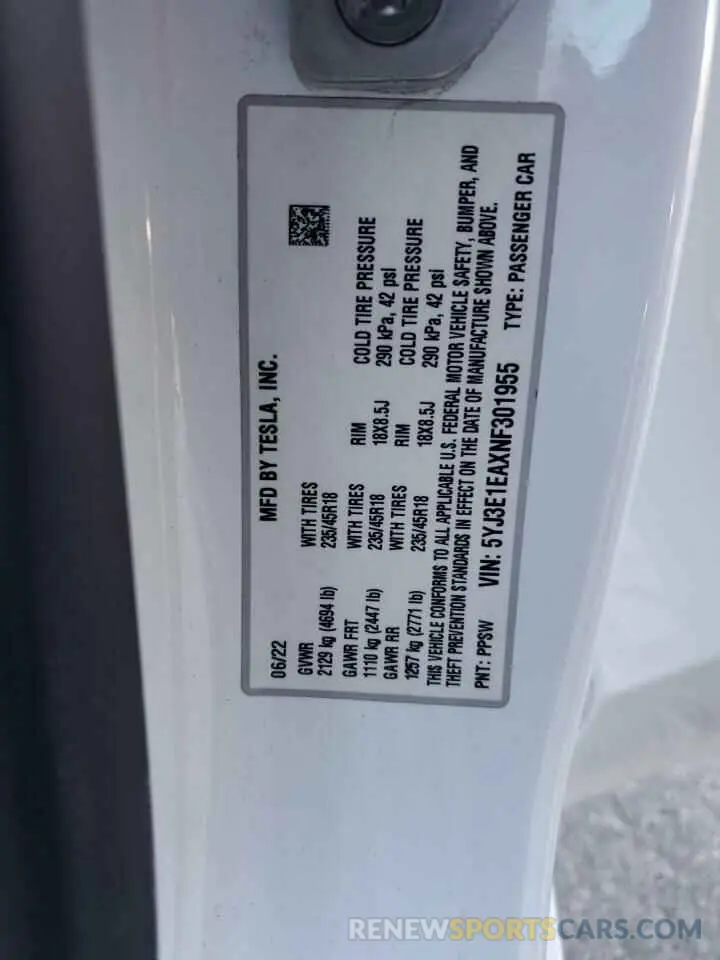 MFD BY TESLA, INC.
06/22
GVWR WITH TIRES
2129 kg (4694 lb) 235/45R18
GAWR FRT WITH TIRES RIM COLD TIRE PRESSURE
1110 kg (2447 lb) 235/45R18 18X8.5J 290 kPa, 42 psi
GAWR RR WITH TIRES RIM COLD TIRE PRESSURE
1257 kg (2771 lb) 235/45R18 18X8.5J 290 kPa, 42 psi
THIS VEHICLE CONFORMS TO ALL APPLICABLE U.S. FEDERAL MOTOR VEHICLE SAFETY, BUMPER, AND
THEFT PREVENTION STANDARDS IN EFFECT ON THE DATE OF MANUFACTURE SHOWN ABOVE.
PNT: PPSW VIN: 5YJ3E1EAXNF301955 TYPE: PASSENGER CAR
RENEWSPORTSCARS.COM